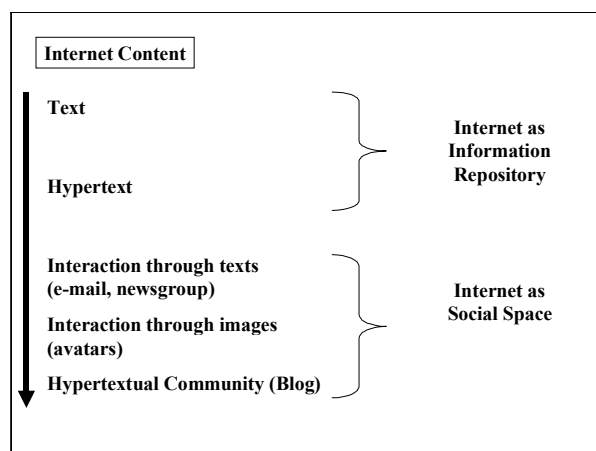 Internet Content
Text
Hypertext
Internet as
Information
Repository
Interaction through texts
(e-mail, newsgroup)
Interaction through images
(avatars)
Hypertextual Community (Blog)
Internet as
Social Space